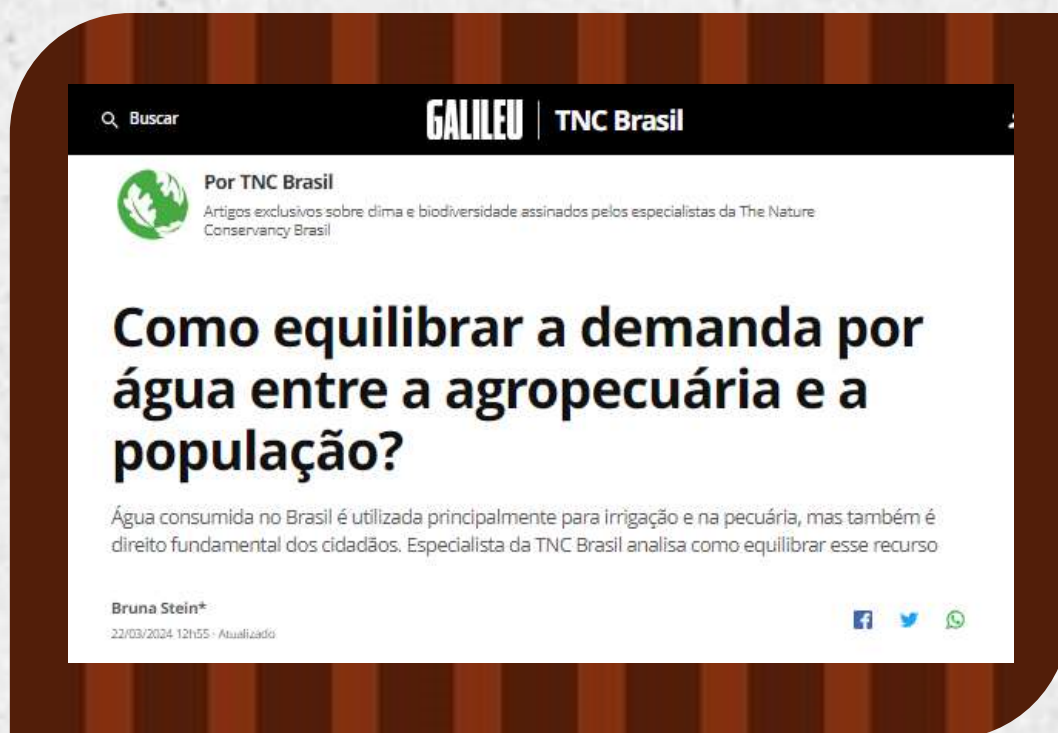 Buscar
GALILEU | TNC Brasil
Por TNC Brasil
Artigos exclusivos sobre clima e biodiversidade assinados pelos especialistas da The Nature
Conservancy Brasil
Como equilibrar a demanda por
água entre a agropecuária e a
população?
Água consumida no Brasil é utilizada principalmente para irrigação e na pecuária, mas também é
direito fundamental dos cidadãos. Especialista da TNC Brasil analisa como equilibrar esse recurso
Bruna Stein*
22/03/2024 12h55 · Atualizado